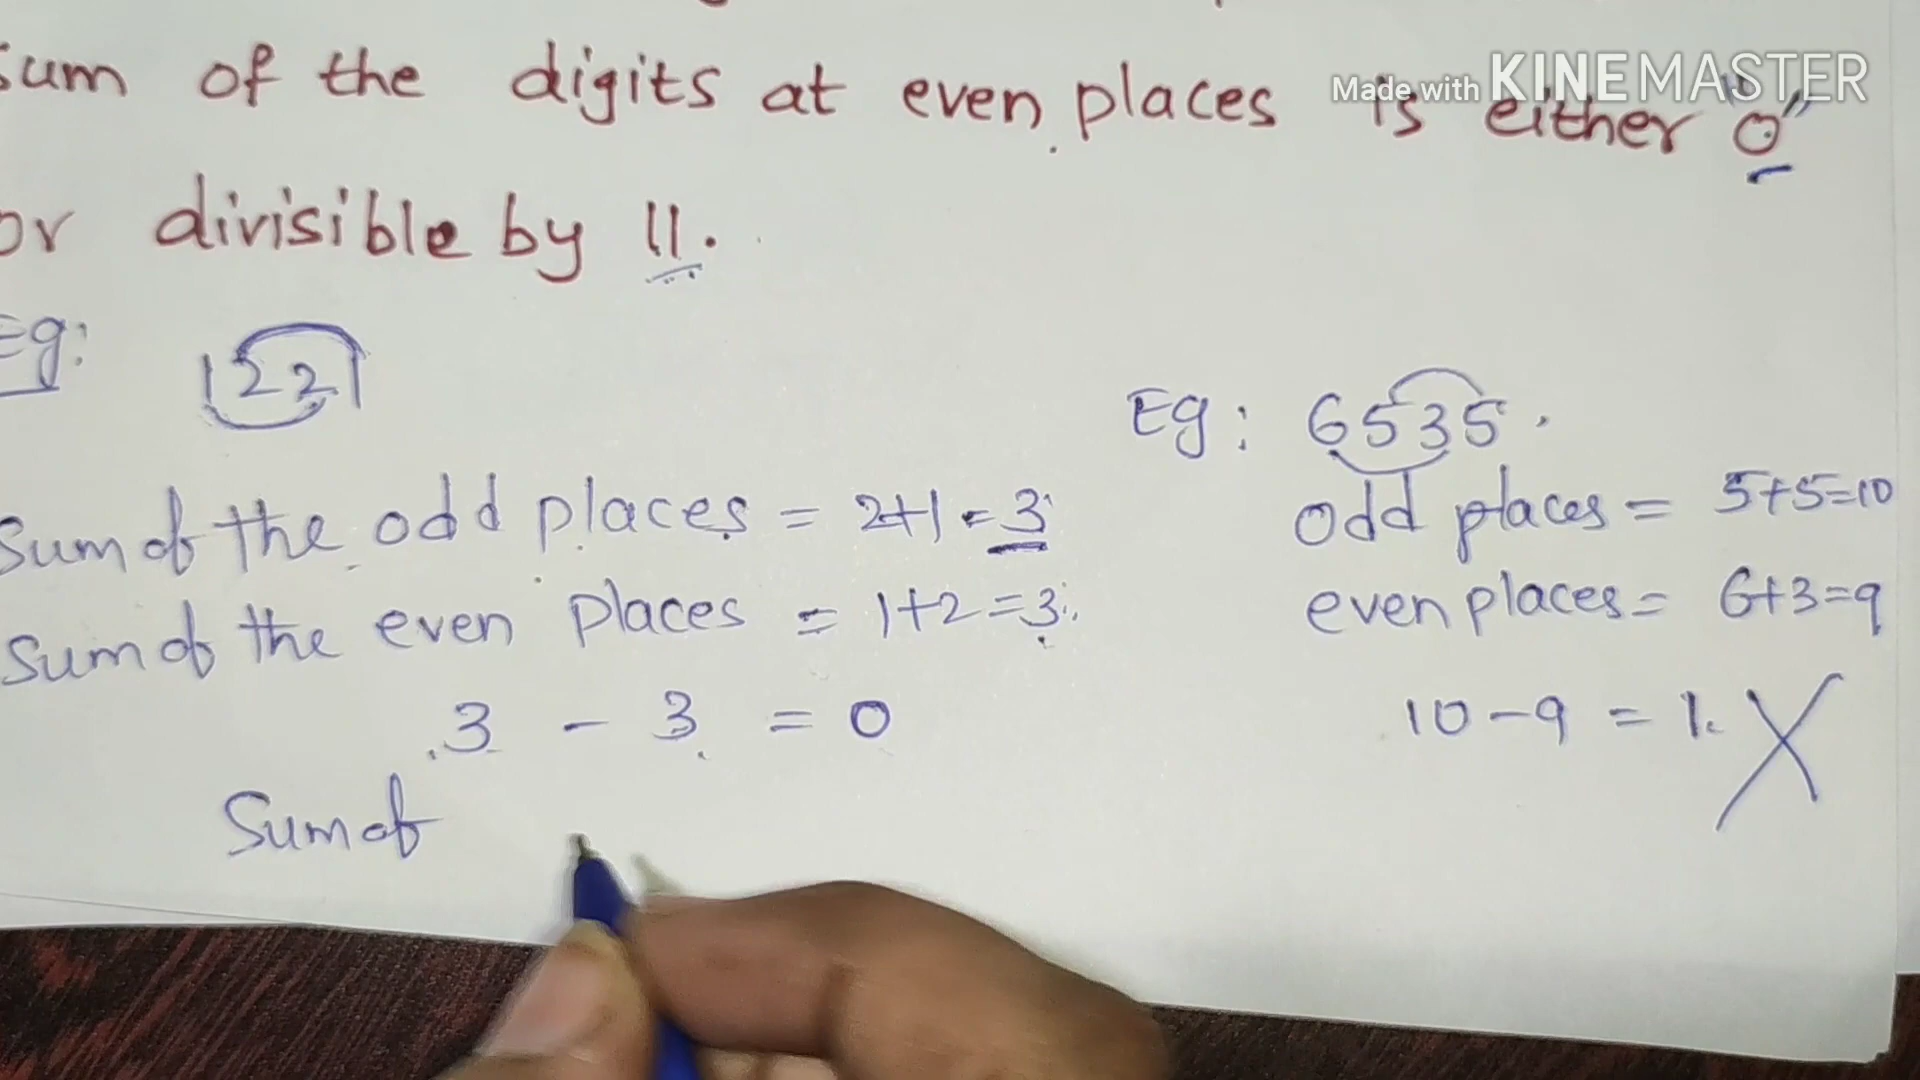 Made with KINEMASTER
sum of the digits at even places is either "0"
or divisible by 11.
Eg: 1221
Eg: 6535.
Sum of the odd places = 2+1 = 3
odd places = 5+5=10
Sum of the even places = 1+2=3
even places = 6+3=9
3 - 3 = 0
10 - 9 = 1. X
Sum of